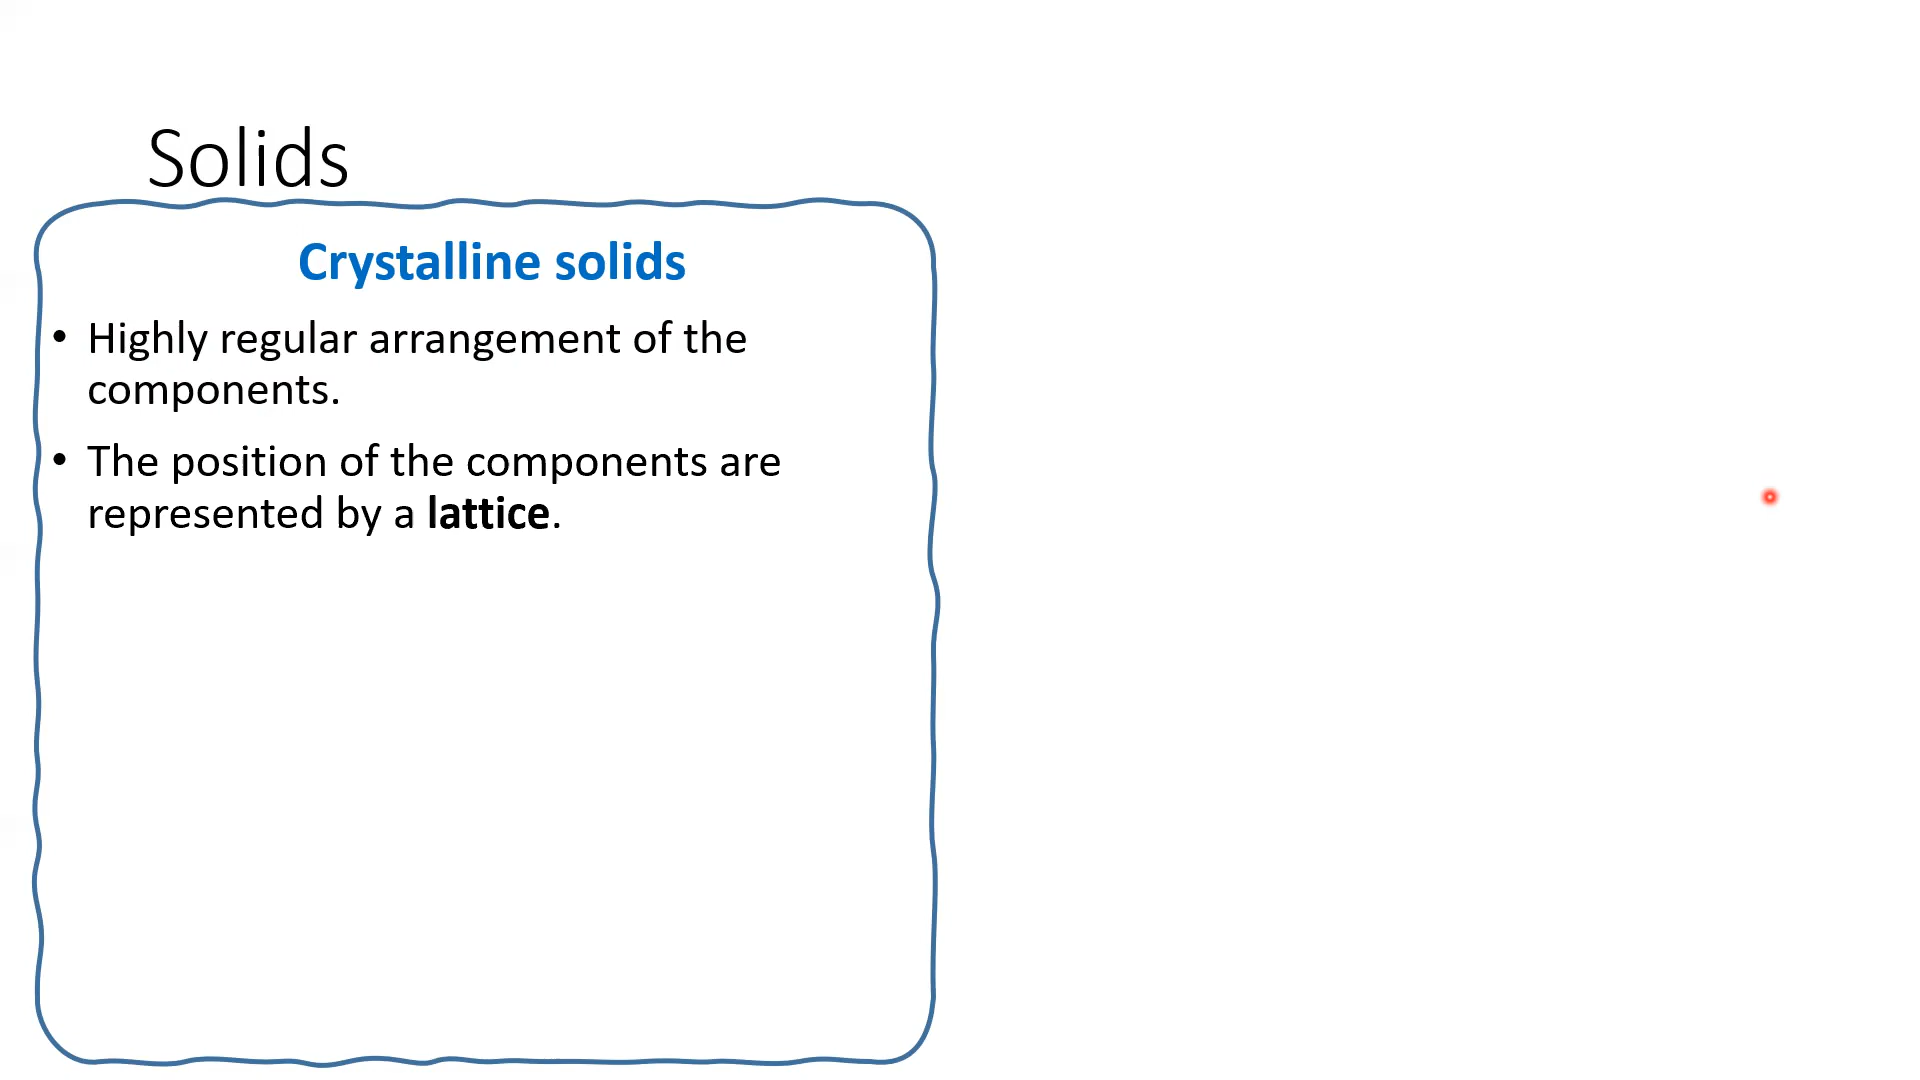 Solids
Crystalline solids
• Highly regular arrangement of the
components.
• The position of the components are
represented by a lattice.